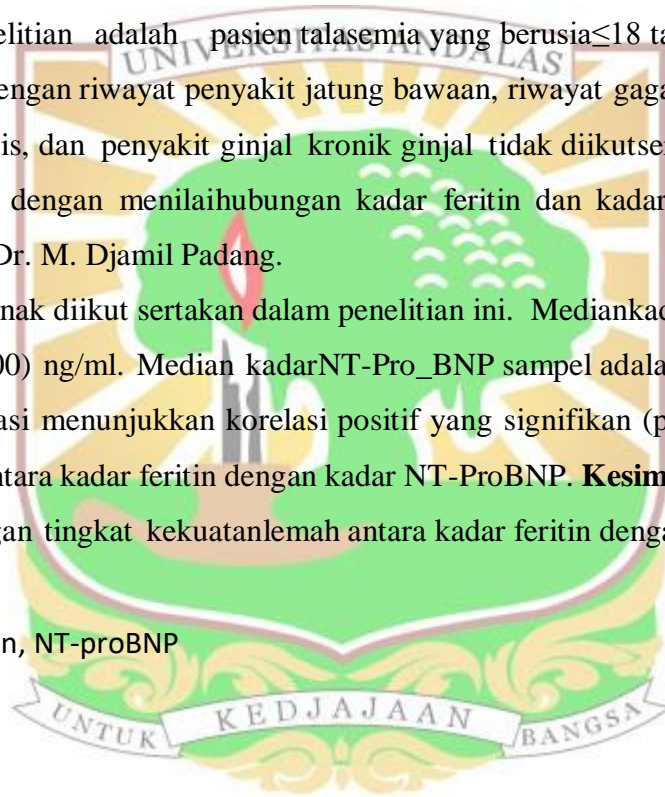 elitian adalah pasien talasemia yang berusia≤18 ta
UNIVERSITAS ANDALAS
engan riwayat penyakit jatung bawaan, riwayat gaga
is, dan penyakit ginjal kronik ginjal tidak diikutser
dengan menilaihubungan kadar feritin dan kadar
Dr. M. Djamil Padang.
nak diikut sertakan dalam penelitian ini. Mediankad
00) ng/ml. Median kadarNT-Pro_BNP sampel adala
asi menunjukkan korelasi positif yang signifikan (p
ntara kadar feritin dengan kadar NT-ProBNP. Kesim
gan tingkat kekuatanlemah antara kadar feritin denga
n, NT-proBNP
UNTUK KEDJAJAAN BANGSA